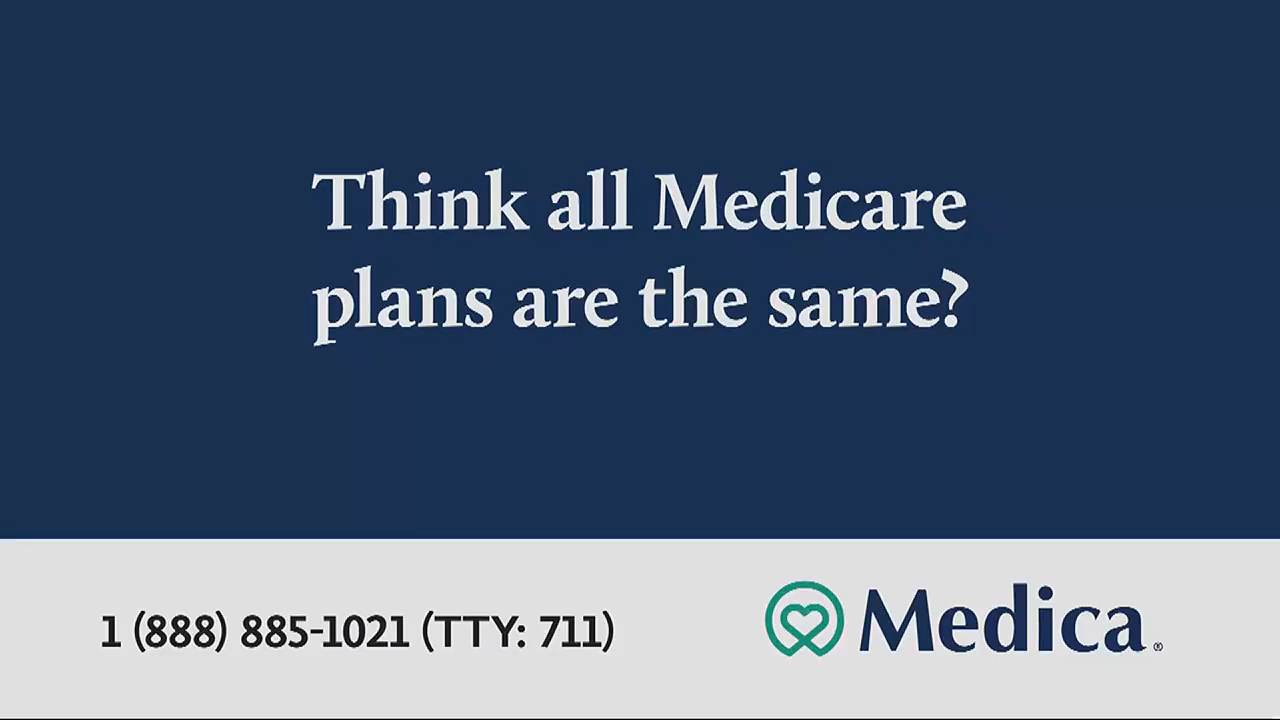 Think all Medicare
plans are the same?
1 (888) 885-1021 (TTY: 711)
Medica®